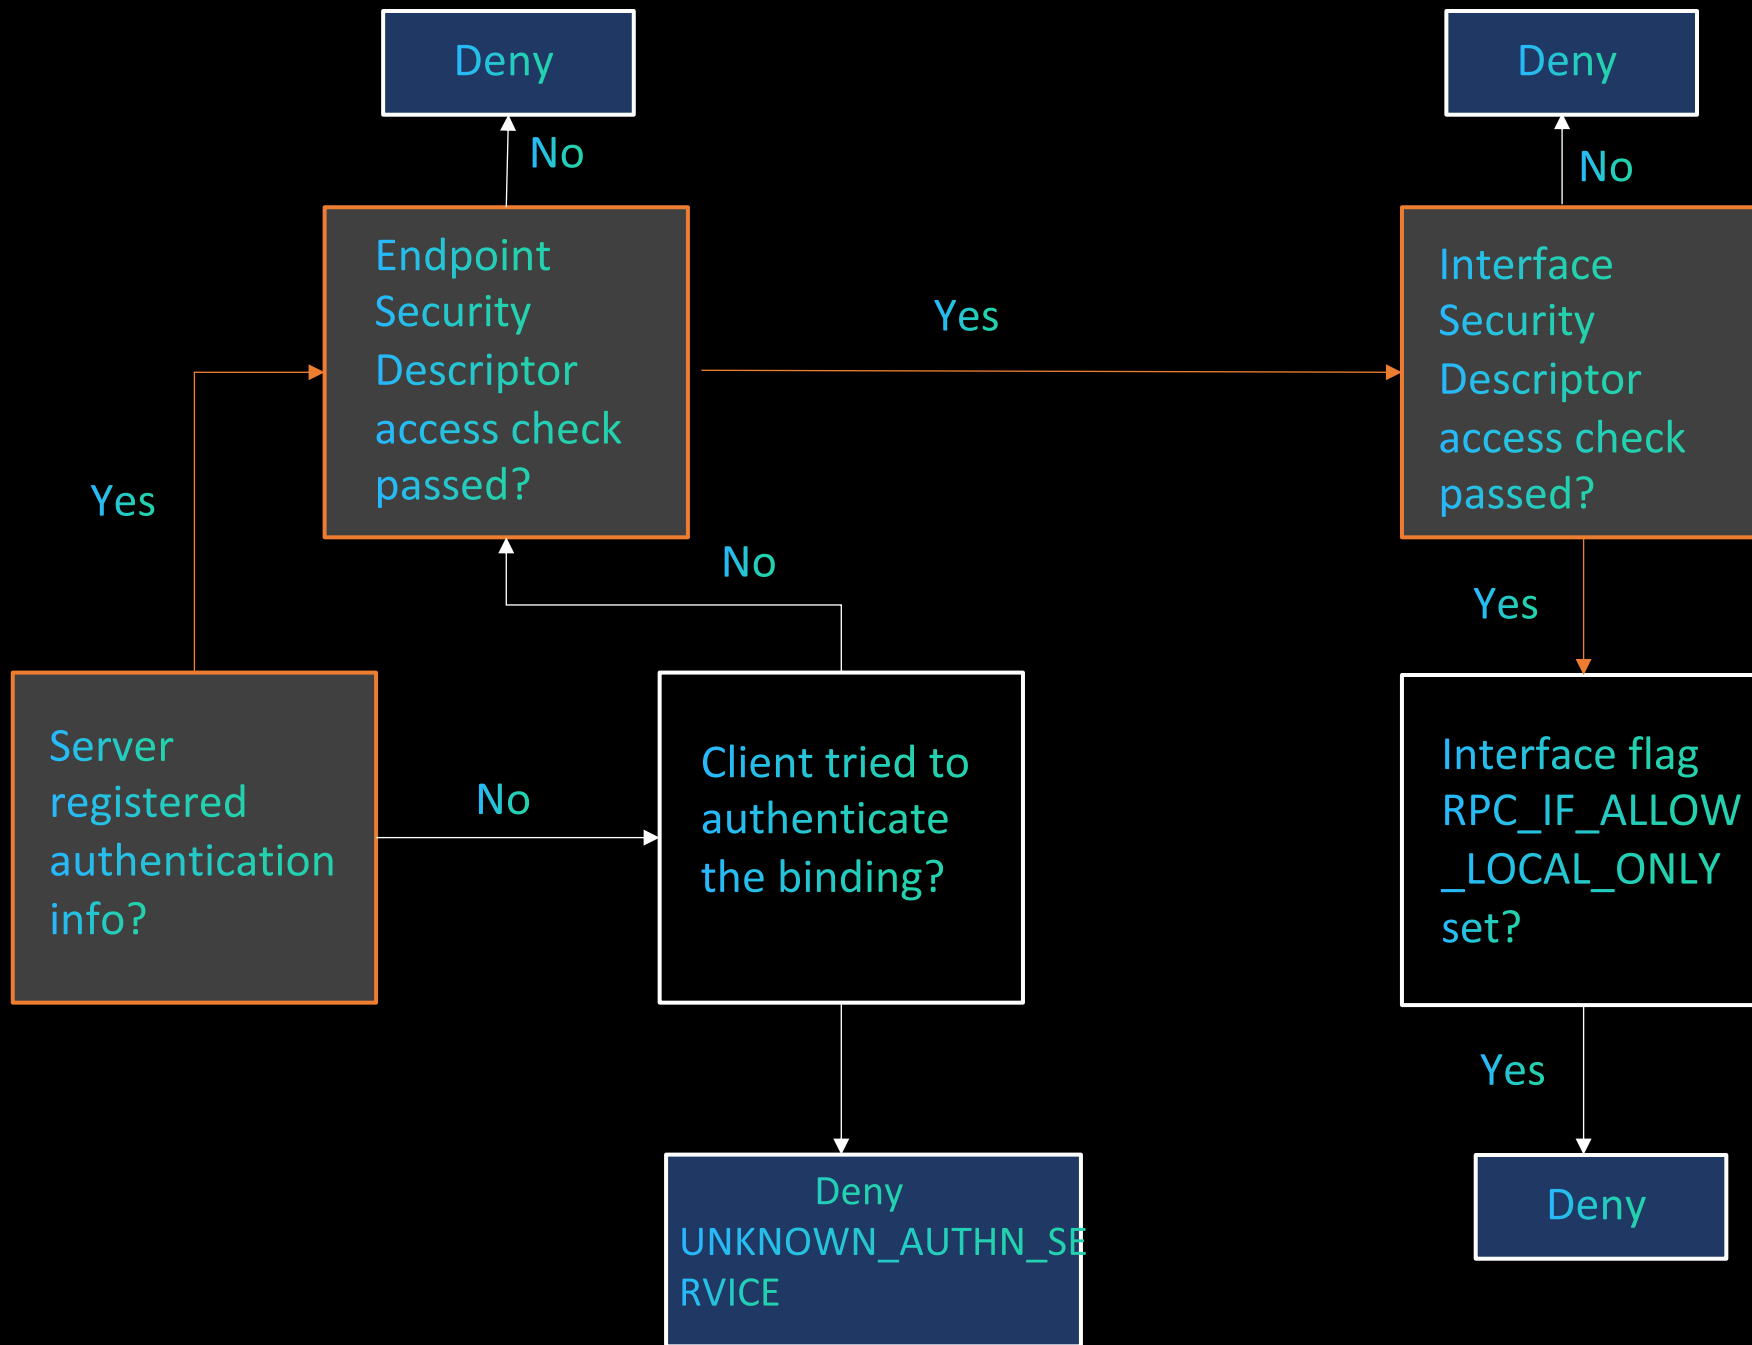 Deny
Deny
No
No
Endpoint
Security
Descriptor
access check
passed?
Yes
Interface
Security
Descriptor
access check
passed?
Yes
No
Yes
Server
registered
authentication
info?
No
Client tried to
authenticate
the binding?
Interface flag
RPC_IF_ALLOW
_LOCAL_ONLY
set?
Yes
Deny
UNKNOWN_AUTHN_SE
RVICE
Deny